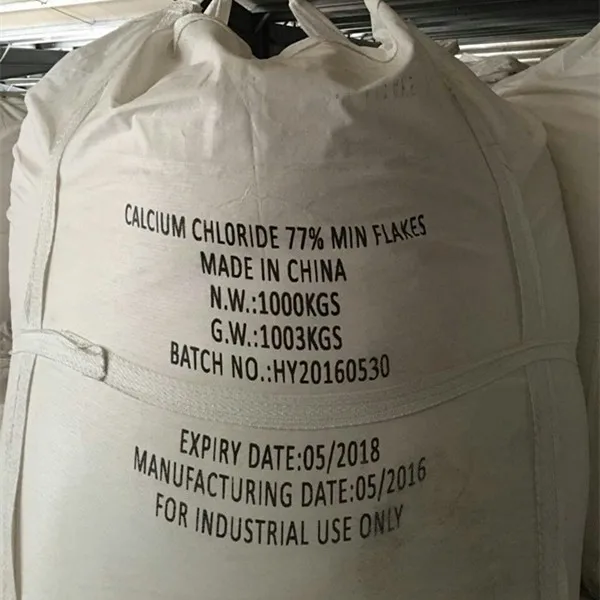 CALCIUM CHLORIDE 77% MIN FLAKES
MADE IN CHINA
N.W.:1000KGS
G.W.:1003KGS
BATCH NO.:HY20160530
EXPIRY DATE:05/2018
MANUFACTURING DATE:05/2016
FOR INDUSTRIAL USE ONLY